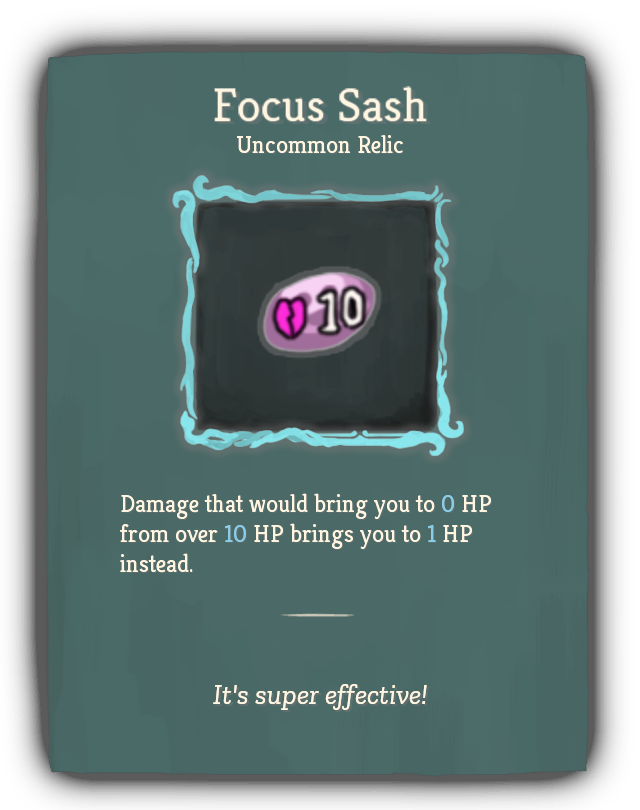 Focus Sash
Uncommon Relic
10
Damage that would bring you to 0 HP
from over 10 HP brings you to 1 HP
instead.
It's super effective!